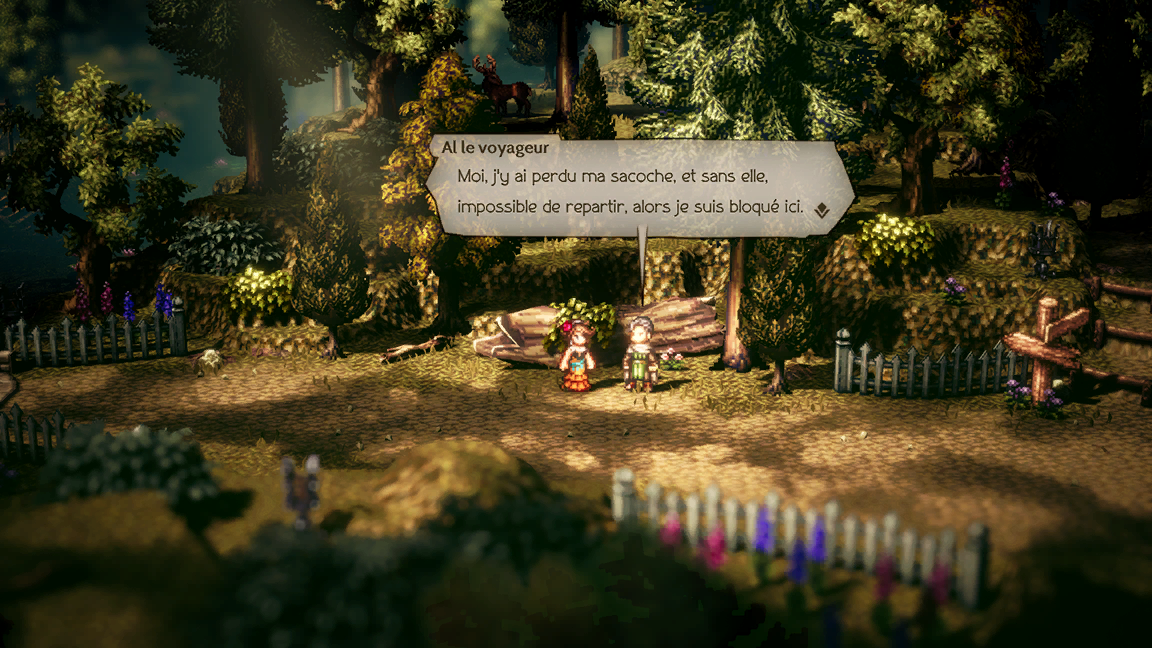 Al le voyageur
Moi, j'y ai perdu ma sacoche, et sans elle,
impossible de repartir, alors je suis bloqué ici.